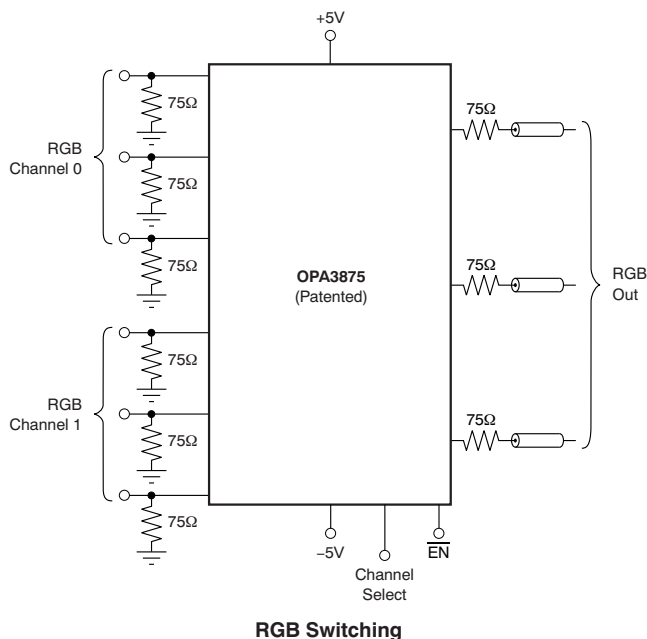 +5V
75Ω
75Ω
75Ω
RGB
Channel 0
75Ω
75Ω
75Ω
RGB
Channel 1
OPA3875
(Patented)
75Ω
75Ω
75Ω
RGB
Out
−5V
Channel
Select
EN
RGB Switching